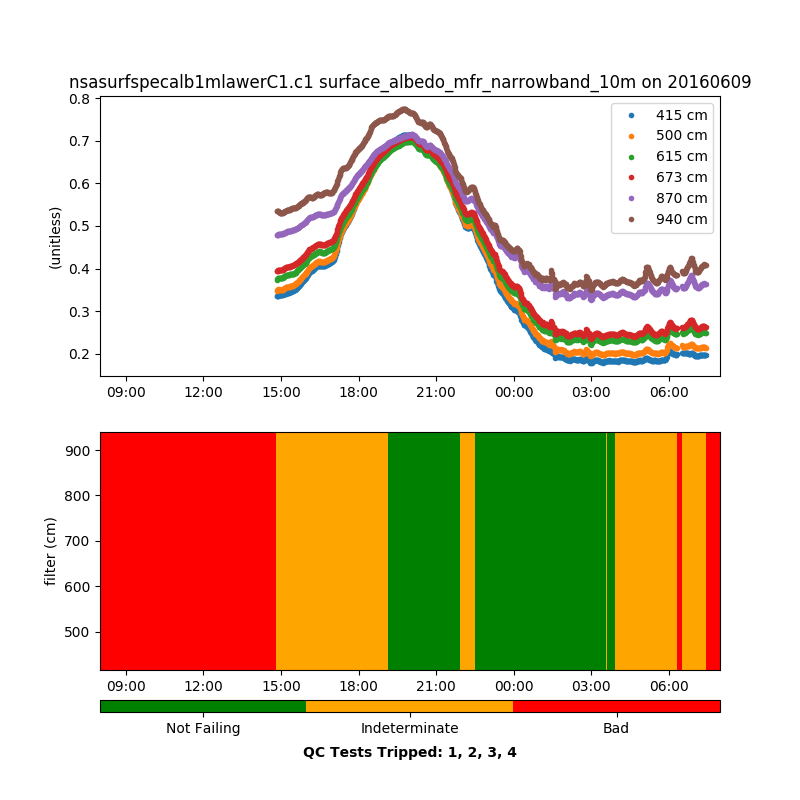 nsasurfspecalb1mlawerC1.c1 surface_albedo_mfr_narrowband_10m on 20160609
0.8
0.7
0.6
0.5
0.4
0.3
0.2
(unitless)
415 cm
500 cm
615 cm
673 cm
870 cm
940 cm
09:00 12:00 15:00 18:00 21:00 00:00 03:00 06:00
900
800
700
600
500
filter (cm)
09:00 12:00 15:00 18:00 21:00 00:00 03:00 06:00
Not Failing Indeterminate Bad
QC Tests Tripped: 1, 2, 3, 4